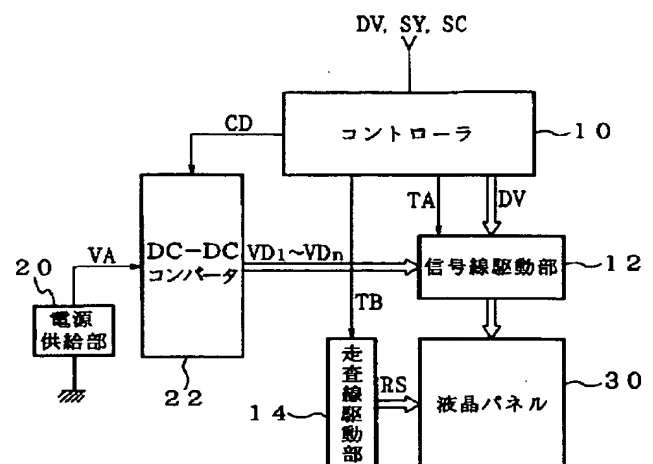 DV, SY, SC
コントローラ
10
CD
TA
DV
VA
DC-DC
コンバータ
VD1~VDn
信号線駆動部
12
20
電源
供給部
TB
22
走査線駆動部
14
RS
液晶パネル
30